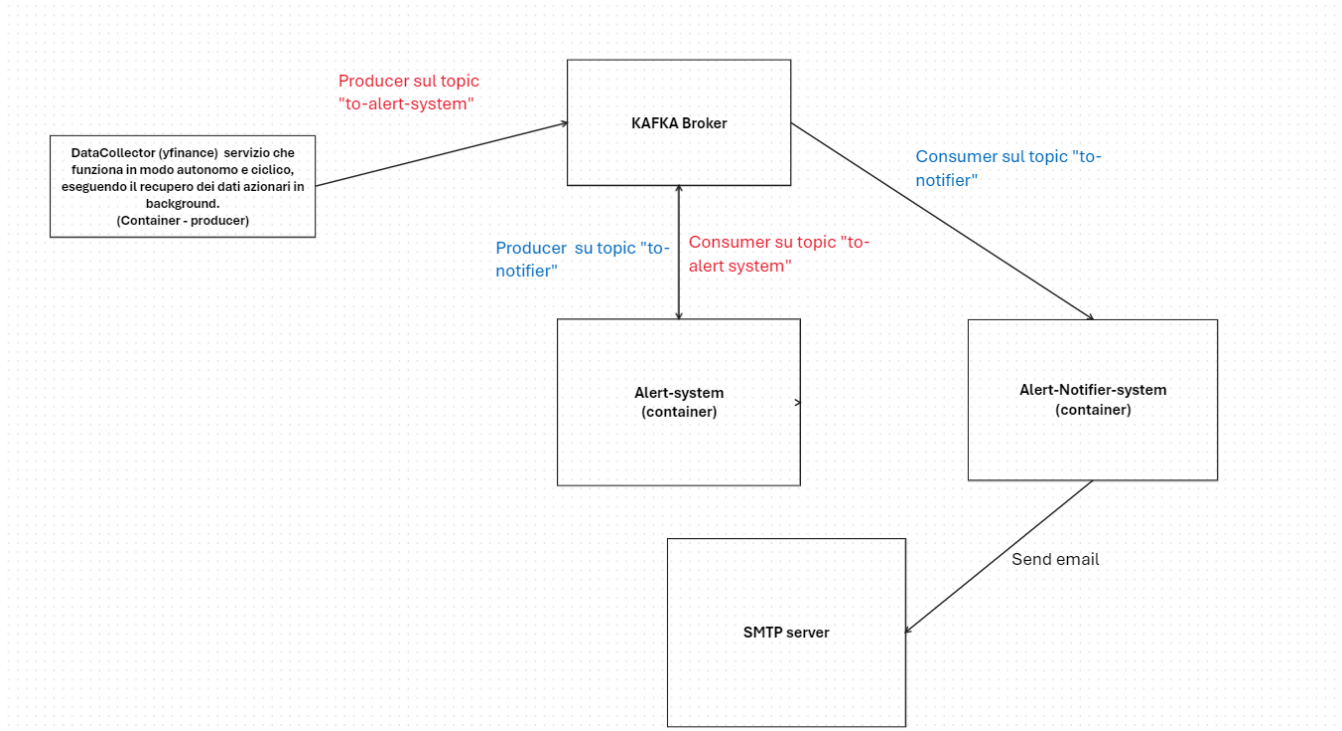 Producer sul topic
"to-alert-system"
KAFKA Broker
DataCollector (yfinance) servizio che
funziona in modo autonomo e ciclico,
eseguendo il recupero dei dati azionari in
background.
(Container - producer)
Consumer sul topic "to-
notifier"
Producer su topic "to-
notifier"
Consumer su topic "to-
alert system"
Alert-system
(container)
>
Alert-Notifier-system
(container)
Send email
SMTP server